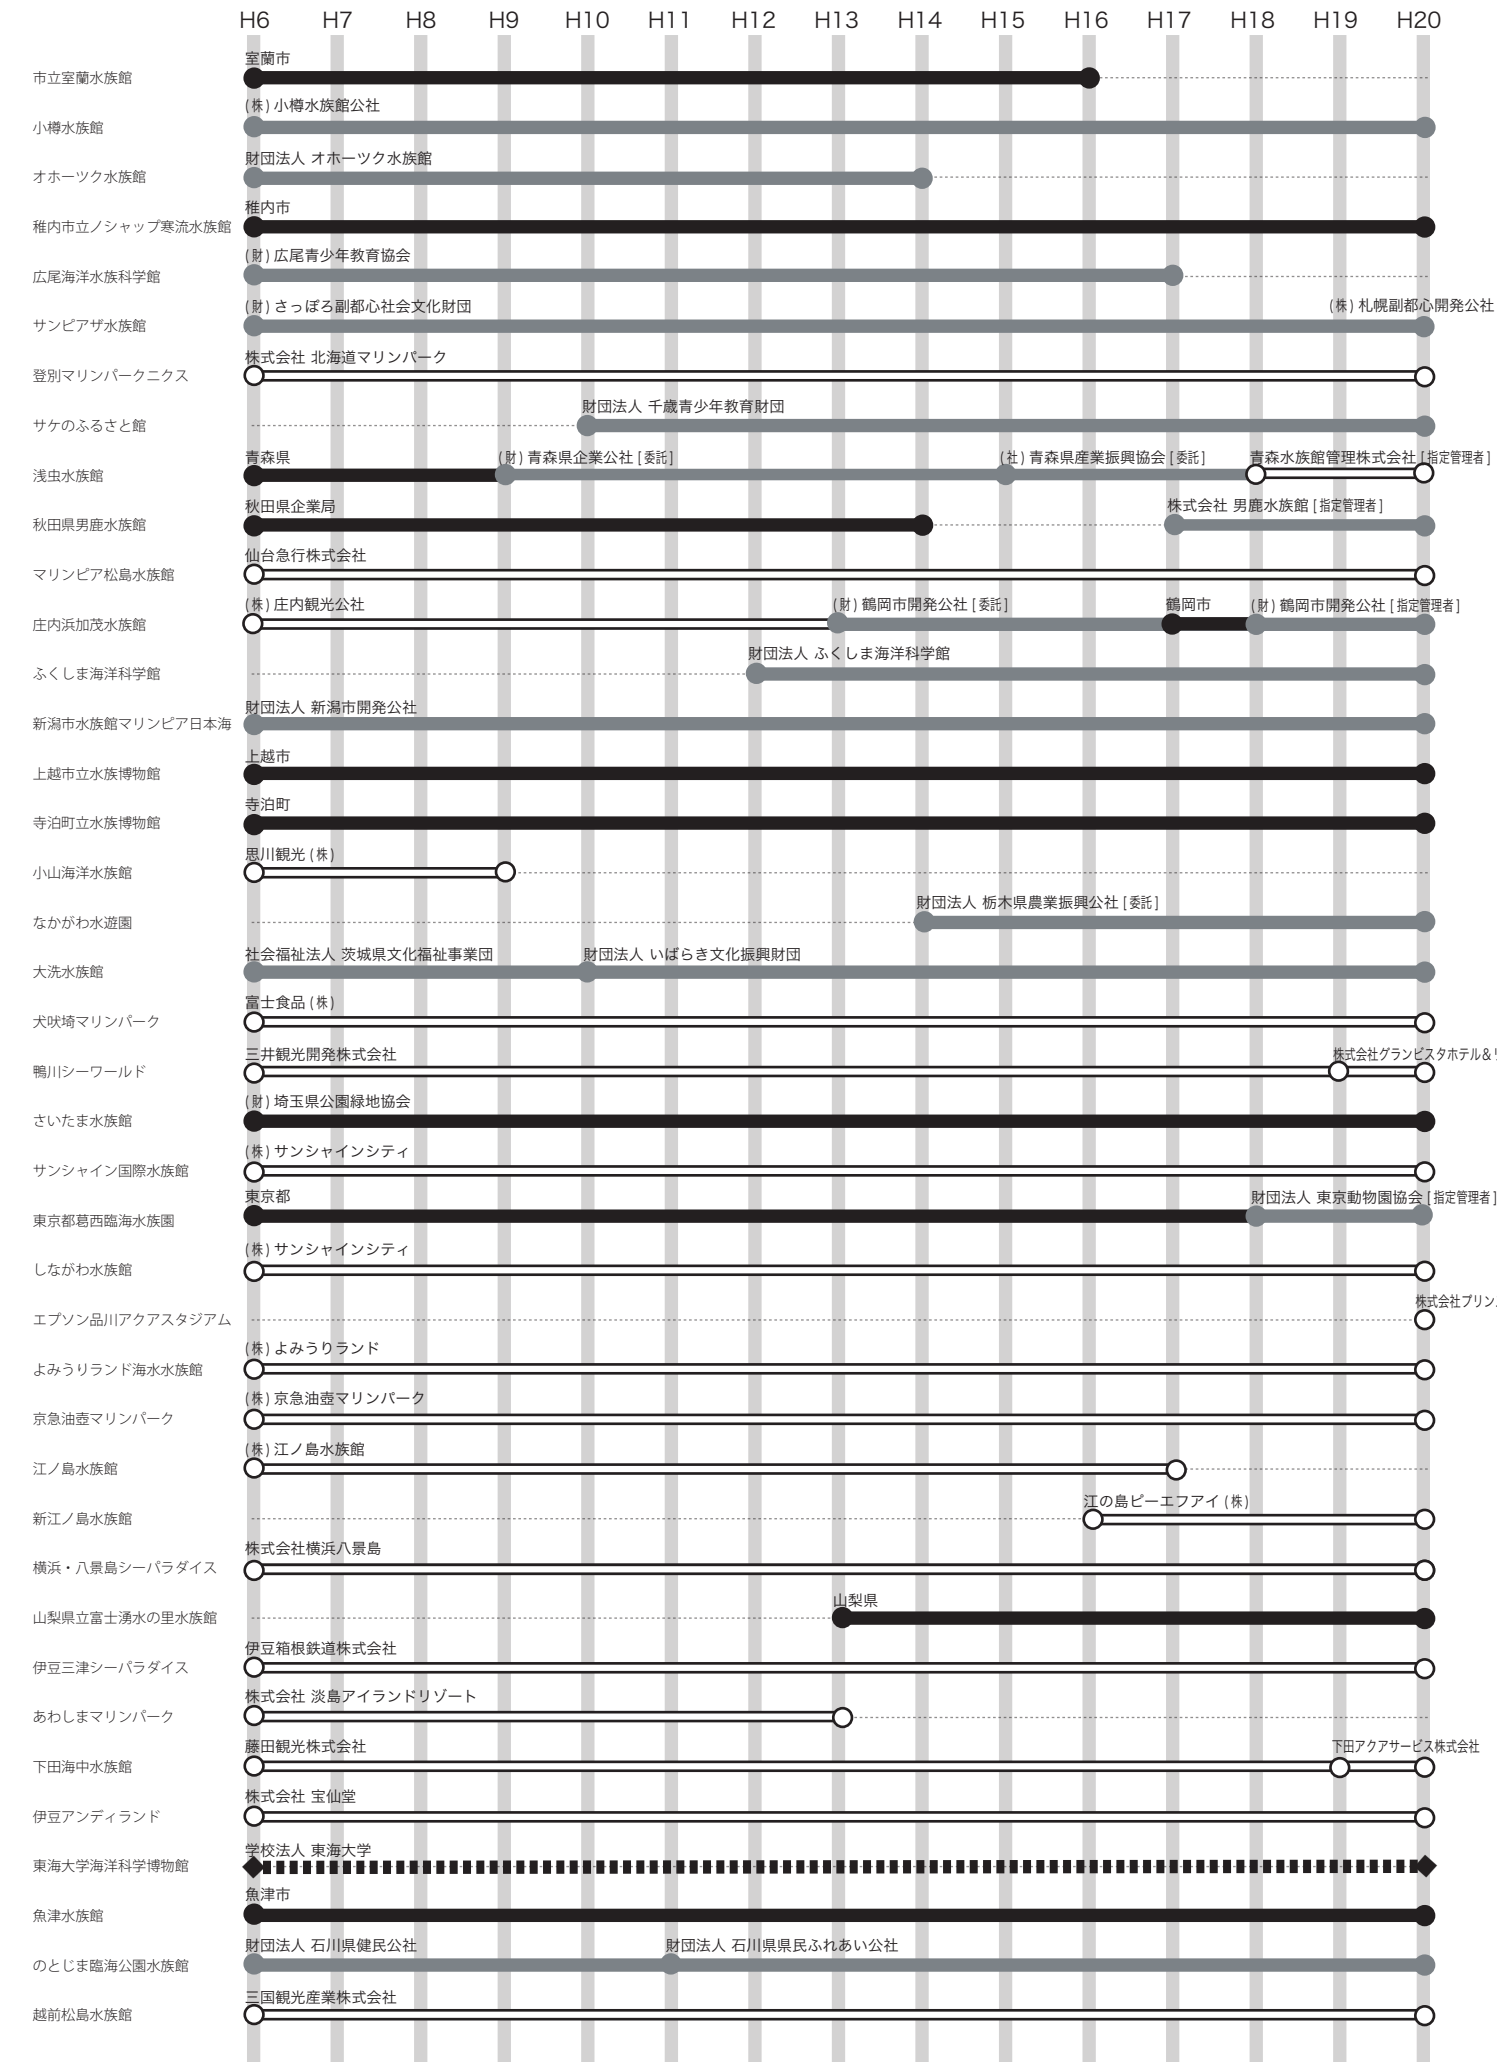 H6 H7 H8 H9 H10 H11 H12 H13 H14 H15 H16 H17 H18 H19 H20
室蘭市
市立室蘭水族館
(株) 小樽水族館公社
小樽水族館
財団法人 オホーツク水族館
オホーツク水族館
稚内市
稚内市立ノシャップ寒流水族館
(財) 広尾青少年教育協会
広尾海洋水族科学館
(財) さっぽろ副都心社会文化財団 (株) 札幌副都心開発公社
サンピアザ水族館
株式会社 北海道マリンパーク
登別マリンパークニクス
財団法人 千歳青少年教育財団
サケのふるさと館
青森県 (財) 青森県企業公社 [委託] (社) 青森県産業振興協会 [委託] 青森水族館管理株式会社 [指定管理者]
浅虫水族館
秋田県企業局 株式会社 男鹿水族館 [指定管理者]
秋田県男鹿水族館
仙台急行株式会社
マリンピア松島水族館
(株) 庄内観光公社 (財) 鶴岡市開発公社 [委託] 鶴岡市 (財) 鶴岡市開発公社 [指定管理者]
庄内浜加茂水族館
財団法人 ふくしま海洋科学館
ふくしま海洋科学館
財団法人 新潟市開発公社
新潟市水族館マリンピア日本海
上越市
上越市立水族博物館
寺泊町
寺泊町立水族博物館
思川観光 (株)
小山海洋水族館
財団法人 栃木県農業振興公社 [委託]
なかがわ水遊園
社会福祉法人 茨城県文化福祉事業団 財団法人 いばらき文化振興財団
大洗水族館
富士食品 (株)
犬吠埼マリンパーク
三井観光開発株式会社 株式会社グランビスタホテル&リ
鴨川シーワールド
(財) 埼玉県公園緑地協会
さいたま水族館
(株) サンシャインシティ
サンシャイン国際水族館
東京都 財団法人 東京動物園協会 [指定管理者]
東京都葛西臨海水族園
(株) サンシャインシティ
しながわ水族館
株式会社プリン
エプソン品川アクアスタジアム
(株) よみうりランド
よみうりランド海水水族館
(株) 京急油壺マリンパーク
京急油壺マリンパーク
(株) 江ノ島水族館
江ノ島水族館
江の島ピーエフアイ (株)
新江ノ島水族館
株式会社横浜八景島
横浜・八景島シーパラダイス
山梨県
山梨県立富士湧水の里水族館
伊豆箱根鉄道株式会社
伊豆三津シーパラダイス
株式会社 淡島アイランドリゾート
あわしまマリンパーク
藤田観光株式会社 下田アクアサービス株式会社
下田海中水族館
株式会社 宝仙堂
伊豆アンディランド
学校法人 東海大学
東海大学海洋科学博物館
魚津市
魚津水族館
財団法人 石川県健民公社 財団法人 石川県県民ふれあい公社
のとじま臨海公園水族館
三国観光産業株式会社
越前松島水族館